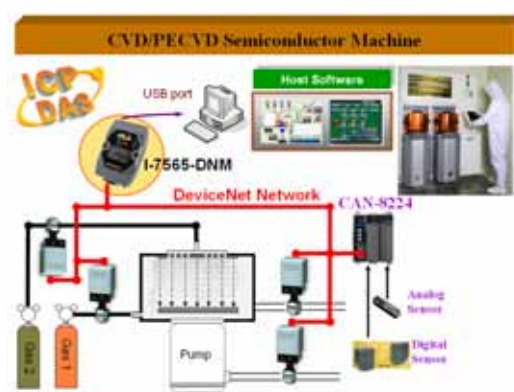 CVD/PECVD Semiconductor Machine
ICP
DAS
USB port
Host Software
I-7565-DNM
DeviceNet Network
CAN-8224
Analog
Sensor
Digital
Sensor
Pump
Gas 2
Gas 1